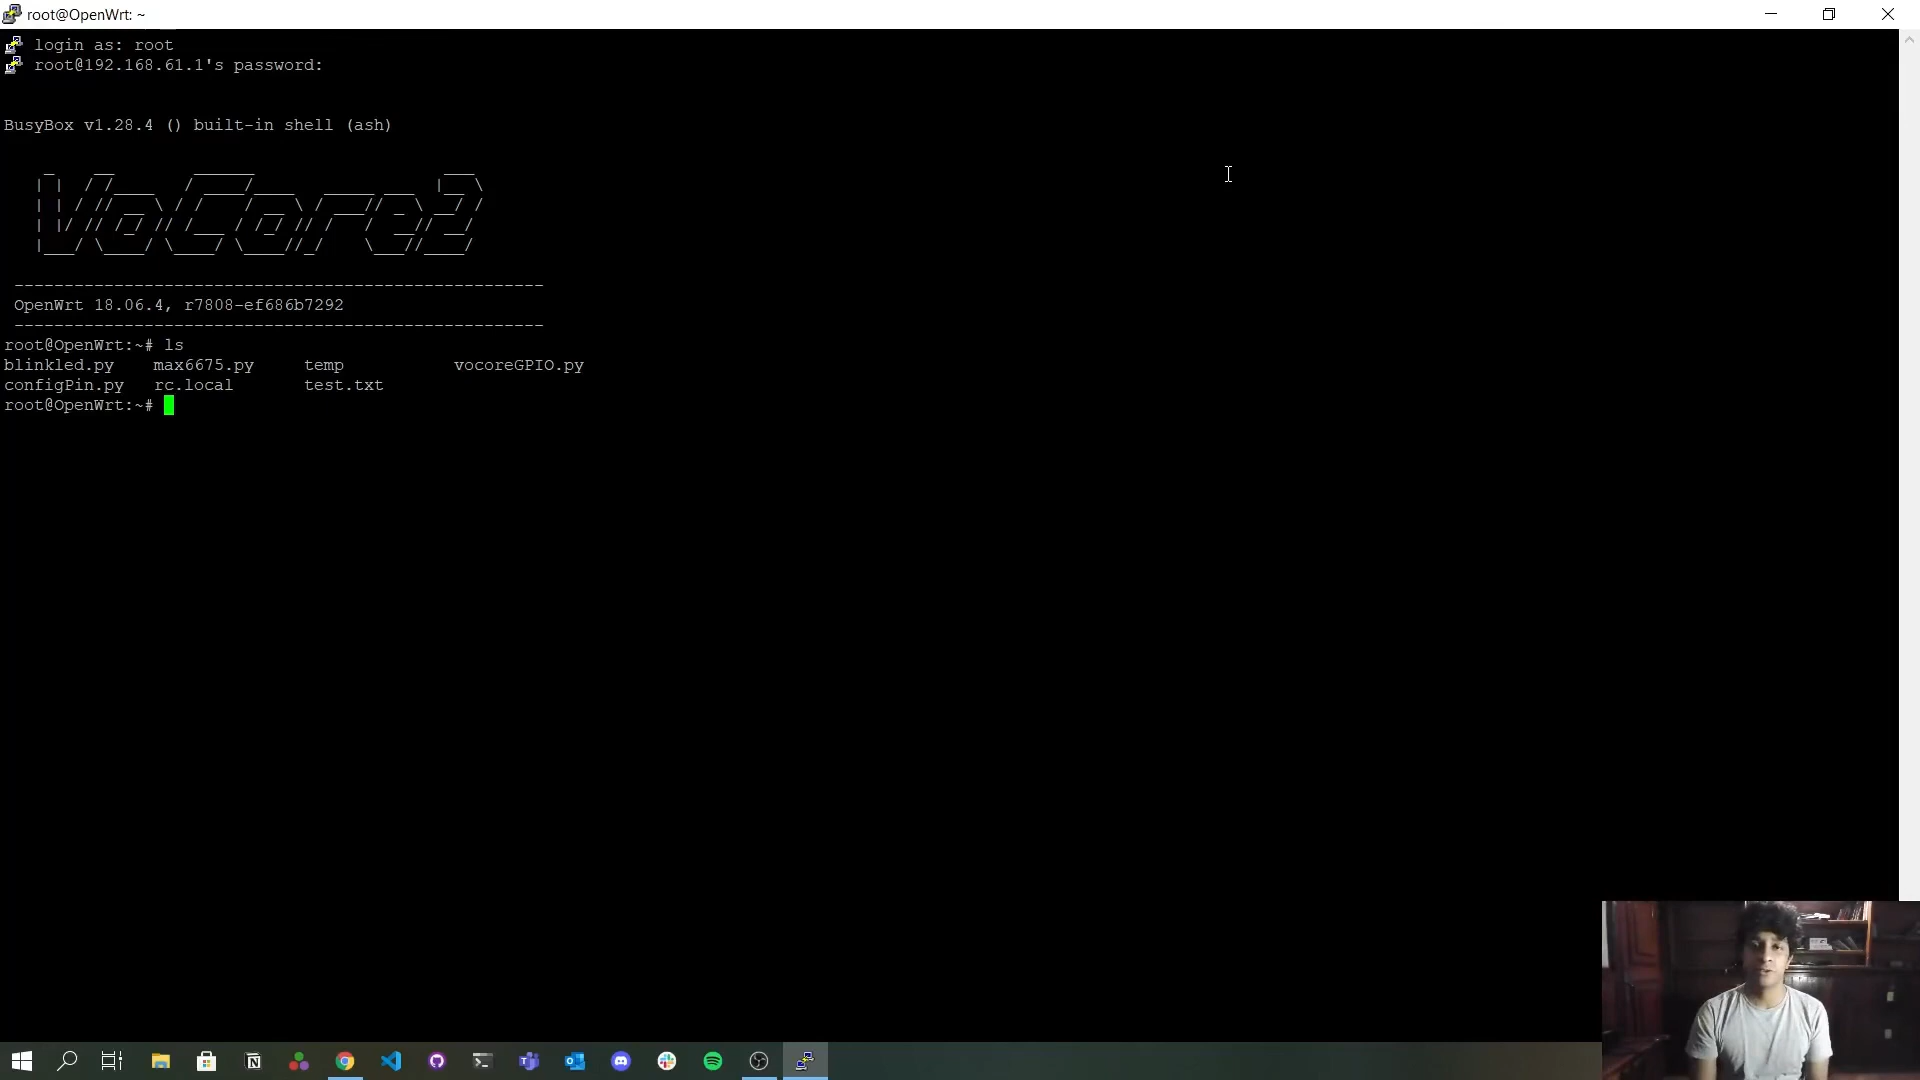 root@OpenWrt: ~
login as: root
root@192.168.61.1's password:
BusyBox v1.28.4 () built-in shell (ash)
VoCore2
-----------------------------------------------------
OpenWrt 18.06.4, r7808-ef686b7292
-----------------------------------------------------
root@OpenWrt:~# ls
blinkled.py max6675.py temp vocoreGPIO.py
configPin.py rc.local test.txt
root@OpenWrt:~#